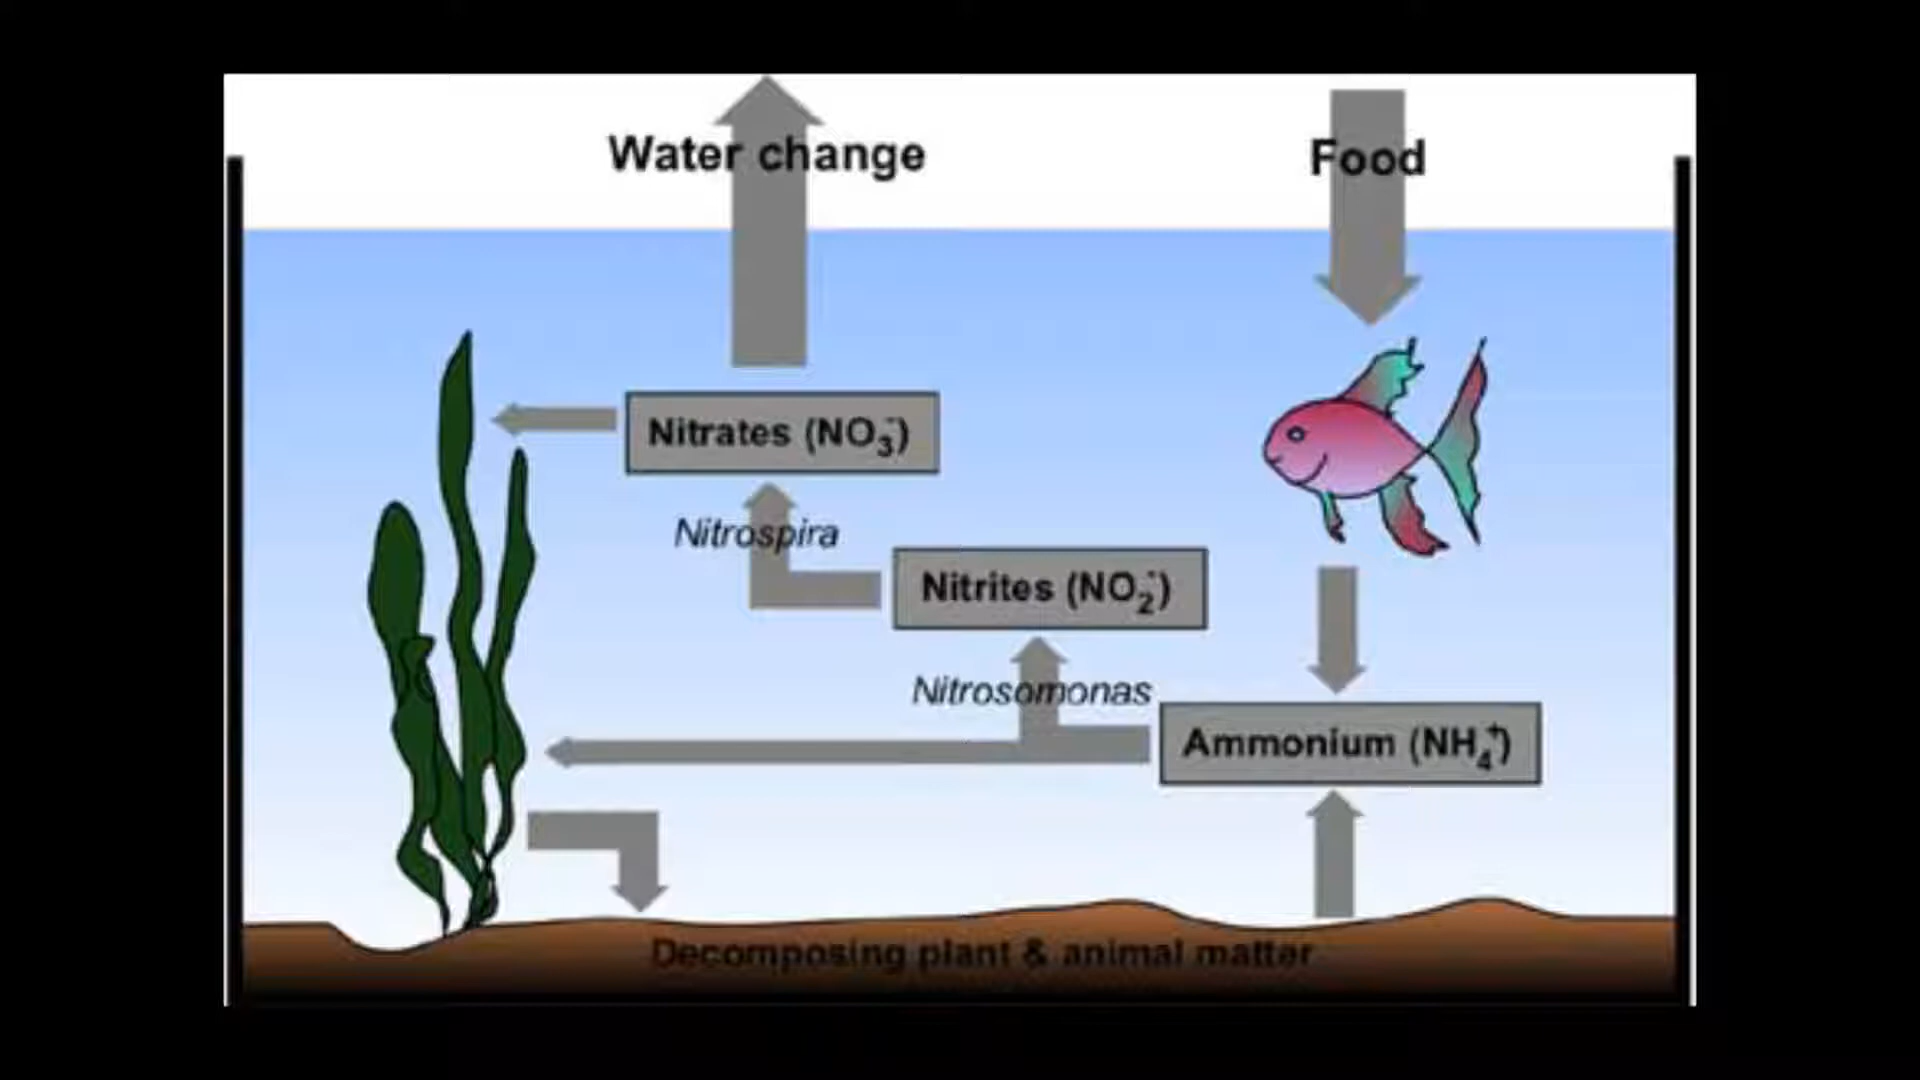 Water change
Food
Nitrates (NO₃⁻)
Nitrospira
Nitrites (NO₂⁻)
Nitrosomonas
Ammonium (NH₄⁺)
Decomposing plant & animal matter